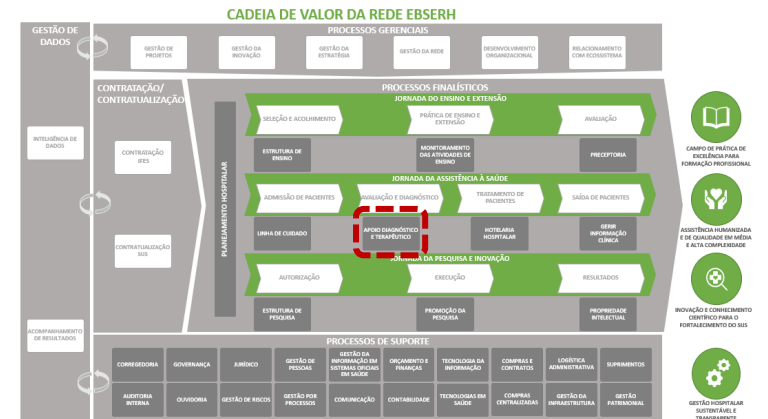 CADEIA DE VALOR DA REDE EBSERH
GESTÃO DE
DADOS
INTELIGÊNCIA DE
DADOS
ACOMPANHAMENTO
DE RESULTADOS
PROCESSOS GERENCIAIS
GESTÃO DE
PROJETOS
GESTÃO DA
INOVAÇÃO
GESTÃO DA
ESTRATÉGIA
GESTÃO DA REDE
DESENVOLVIMENTO
ORGANIZACIONAL
RELACIONAMENTO
COM ECOSSISTEMA
CONTRATAÇÃO/
CONTRATUALIZAÇÃO
CONTRATAÇÃO
IFES
CONTRATUALIZAÇÃO
SUS
PLANEJAMENTO HOSPITALAR
PROCESSOS FINALÍSTICOS
JORNADA DO ENSINO E EXTENSÃO
SELEÇÃO E ACOLHIMENTO
PRÁTICA DE ENSINO E
EXTENSÃO
AVALIAÇÃO
ESTRUTURA DE
ENSINO
MONITORAMENTO
DAS ATIVIDADES DE
ENSINO
PRECEPTORIA
JORNADA DA ASSISTÊNCIA À SAÚDE
ADMISSÃO DE PACIENTES
AVALIAÇÃO E DIAGNÓSTICO
TRATAMENTO DE
PACIENTES
SAÍDA DE PACIENTES
LINHA DE CUIDADO
APOIO DIAGNÓSTICO
E TERAPÊUTICO
HOTELARIA
HOSPITALAR
GERIR
INFORMAÇÃO
CLÍNICA
JORNADA DA PESQUISA E INOVAÇÃO
AUTORIZAÇÃO
EXECUÇÃO
RESULTADOS
ESTRUTURA DE
PESQUISA
PROMOÇÃO DA
PESQUISA
PROPRIEDADE
INTELECTUAL
PROCESSOS DE SUPORTE
CORREGEDORIA
GOVERNANÇA
JURÍDICO
GESTÃO DE
PESSOAS
GESTÃO DA
INFORMAÇÃO EM
SISTEMAS OFICIAIS
EM SAÚDE
ORÇAMENTO E
FINANÇAS
TECNOLOGIA DA
INFORMAÇÃO
COMPRAS E
CONTRATOS
LOGÍSTICA
ADMINISTRATIVA
SUPRIMENTOS
AUDITORIA
INTERNA
OUVIDORIA
GESTÃO DE RISCOS
GESTÃO POR
PROCESSOS
COMUNICAÇÃO
CONTABILIDADE
TECNOLOGIAS EM
SAÚDE
COMPRAS
CENTRALIZADAS
GESTÃO DA
INFRAESTRUTURA
GESTÃO
PATRIMONIAL
CAMPO DE PRÁTICA DE
EXCELÊNCIA PARA
FORMAÇÃO PROFISSIONAL
ASSISTÊNCIA HUMANIZADA
E DE QUALIDADE EM MÉDIA
E ALTA COMPLEXIDADE
INOVAÇÃO E CONHECIMENTO
CIENTÍFICO PARA O
FORTALECIMENTO DO SUS
GESTÃO HOSPITALAR
SUSTENTÁVEL E
TRANSPARENTE